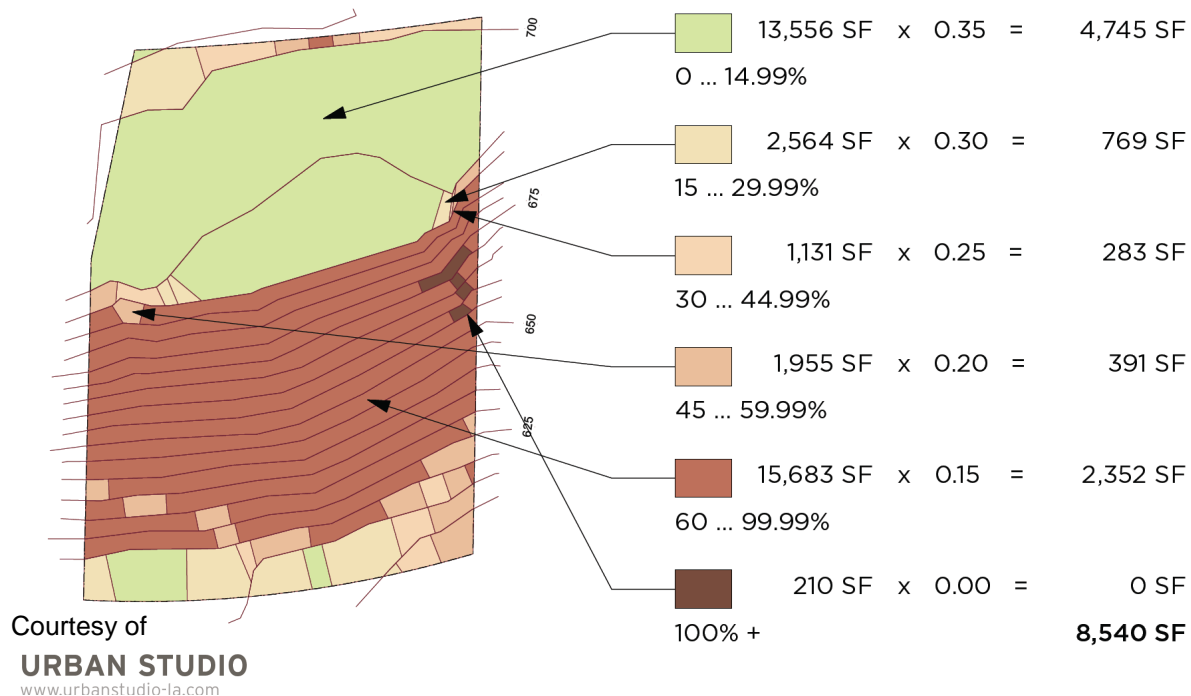 700
675
650
625
13,556 SF x 0.35 = 4,745 SF
0 ... 14.99%
2,564 SF x 0.30 = 769 SF
15 ... 29.99%
1,131 SF x 0.25 = 283 SF
30 ... 44.99%
1,955 SF x 0.20 = 391 SF
45 ... 59.99%
15,683 SF x 0.15 = 2,352 SF
60 ... 99.99%
210 SF x 0.00 = 0 SF
100% + 8,540 SF
Courtesy of
URBAN STUDIO
www.urbanstudio-la.com